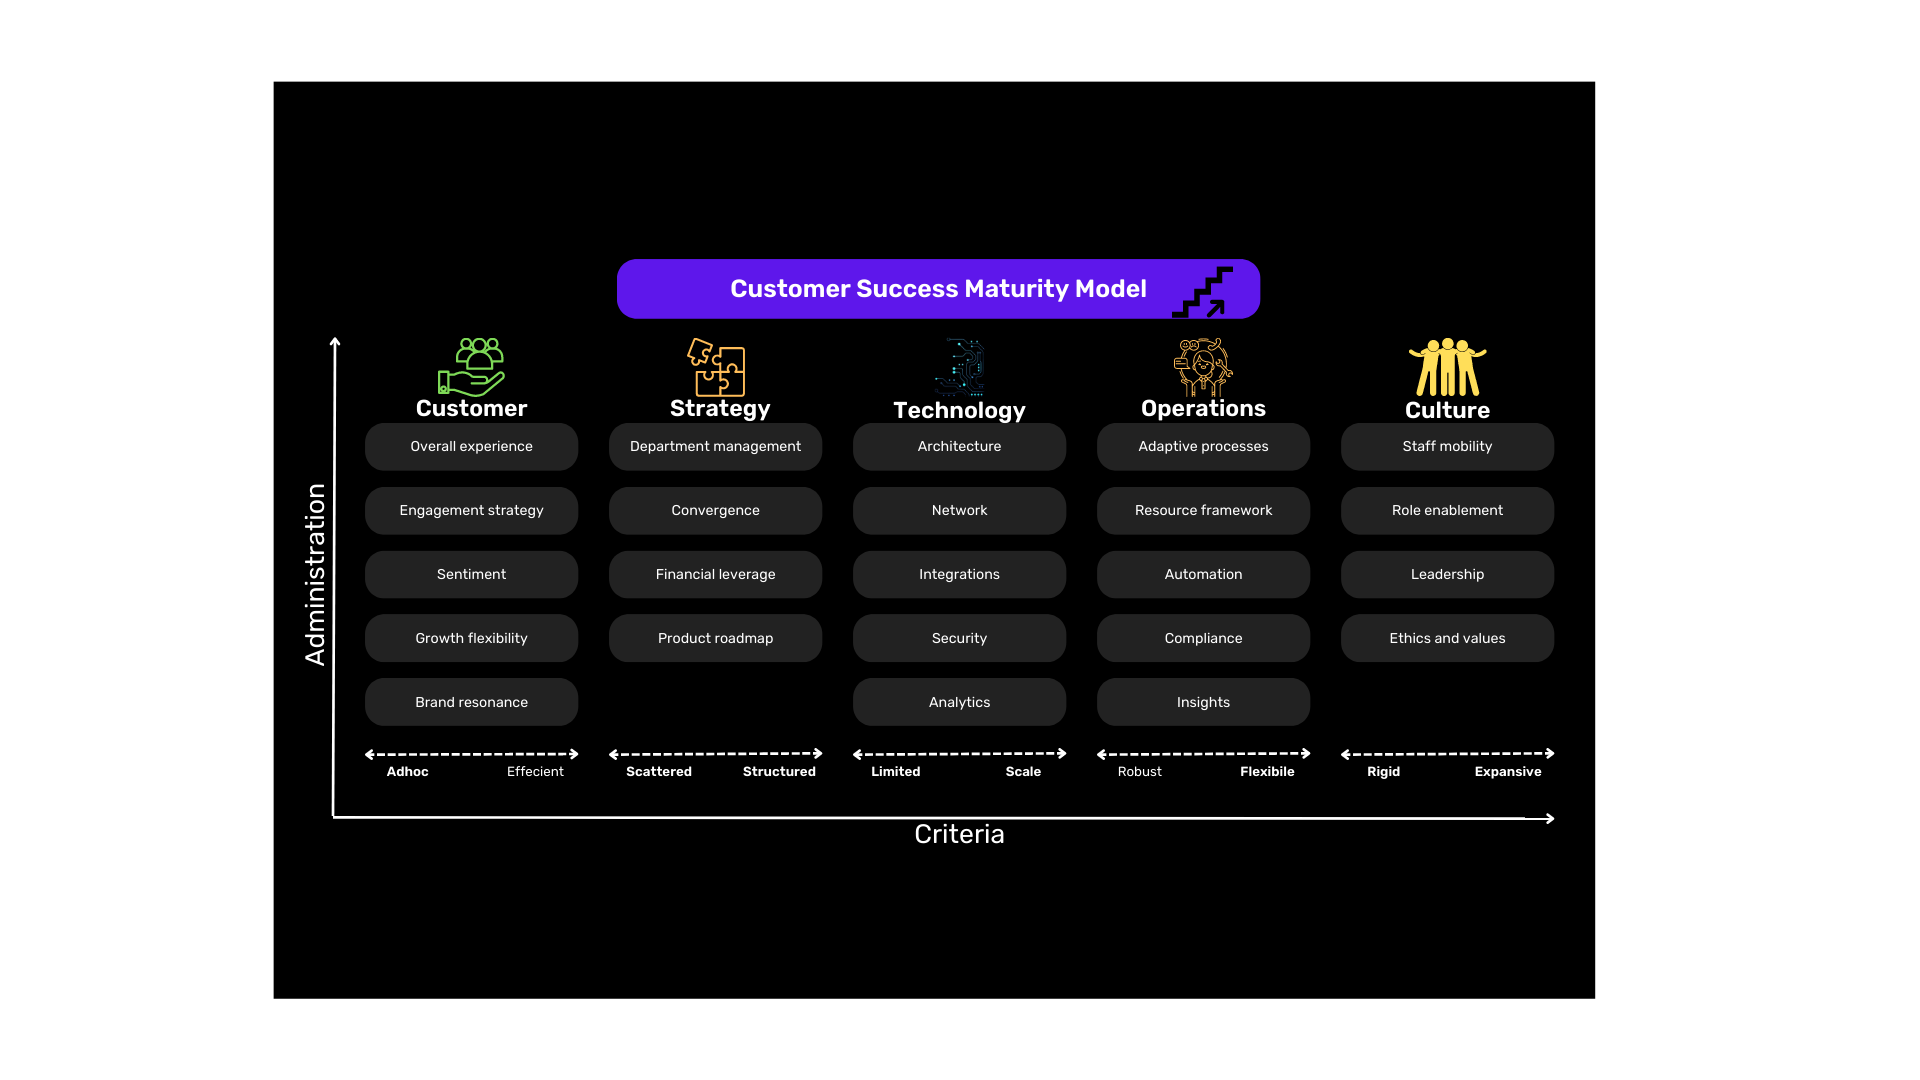 Customer Success Maturity Model
Administration
Customer
Overall experience
Engagement strategy
Sentiment
Growth flexibility
Brand resonance
Adhoc
Effecient
Strategy
Department management
Convergence
Financial leverage
Product roadmap
Scattered
Structured
Technology
Architecture
Network
Integrations
Security
Analytics
Limited
Scale
Operations
Adaptive processes
Resource framework
Automation
Compliance
Insights
Robust
Flexibile
Culture
Staff mobility
Role enablement
Leadership
Ethics and values
Rigid
Expansive
Criteria